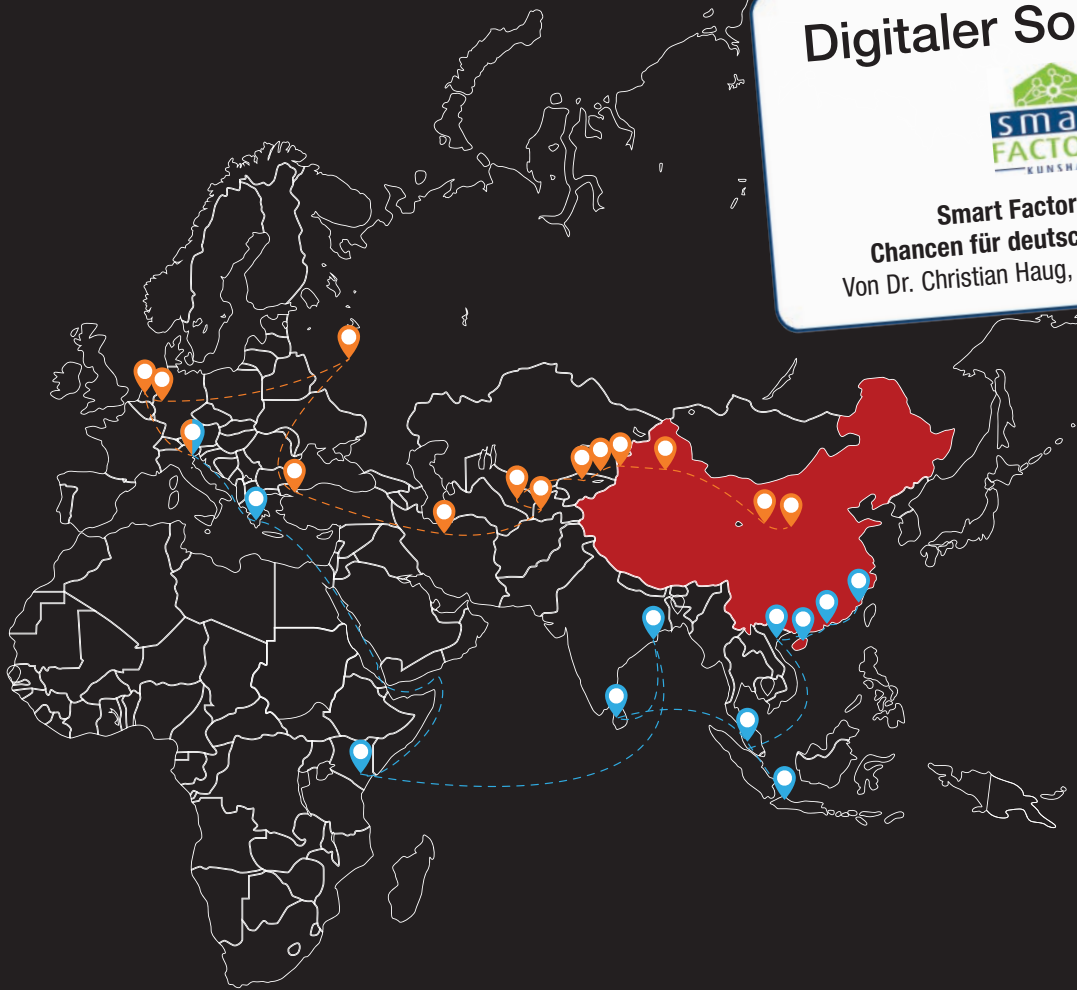 Digitaler So
sma
FACTO
KUNSHA
Smart Factor
Chancen für deutsc
Von Dr. Christian Haug,